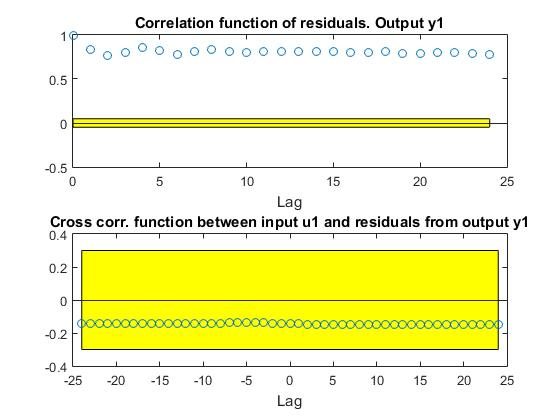 Correlation function of residuals. Output y1
1
0.5
0
-0.5
0 5 10 15 20 25
Lag
Cross corr. function between input u1 and residuals from output y1
0.4
0.2
0
-0.2
-0.4
-25 -20 -15 -10 -5 0 5 10 15 20 25
Lag